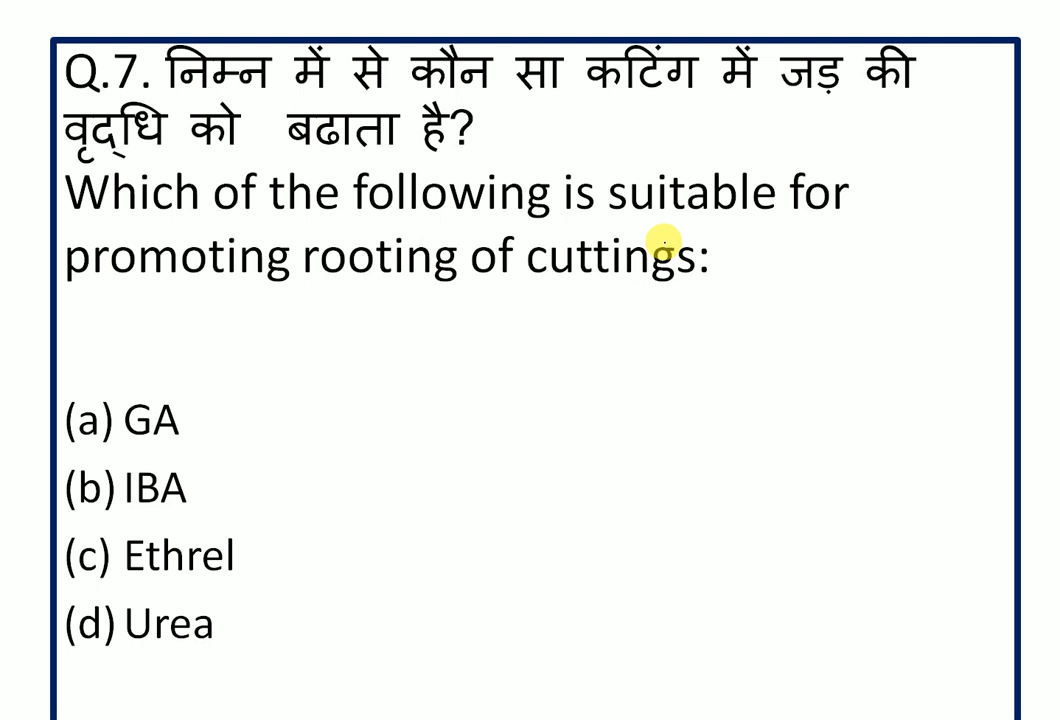 Q.7. निम्न में से कौन सा कटिंग में जड़ की
वृद्‌धि को बढाता है?
Which of the following is suitable for
promoting rooting of cuttings:
(a) GA
(b) IBA
(c) Ethrel
(d) Urea